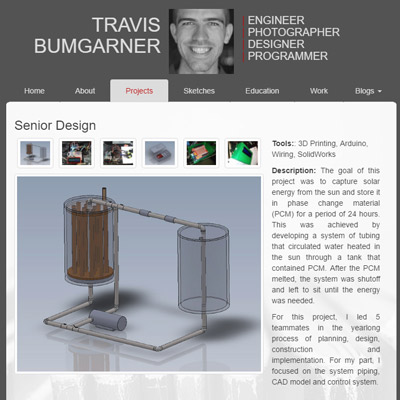 TRAVIS
BUMGARNER
ENGINEER
PHOTOGRAPHER
DESIGNER
PROGRAMMER
Home About Projects Sketches Education Work Blogs
Senior Design
Tools: 3D Printing, Arduino,
Wiring, SolidWorks
Description: The goal of this
project was to capture solar
energy from the sun and store it
in phase change material
(PCM) for a period of 24 hours.
This was achieved by
developing a system of tubing
that circulated water heated in
the sun through a tank that
contained PCM. After the PCM
melted, the system was shutoff
and left to sit until the energy
was needed.
For this project, I led 5
teammates in the yearlong
process of planning, design,
construction and
implementation. For my part, I
focused on the system piping,
CAD model and control system.